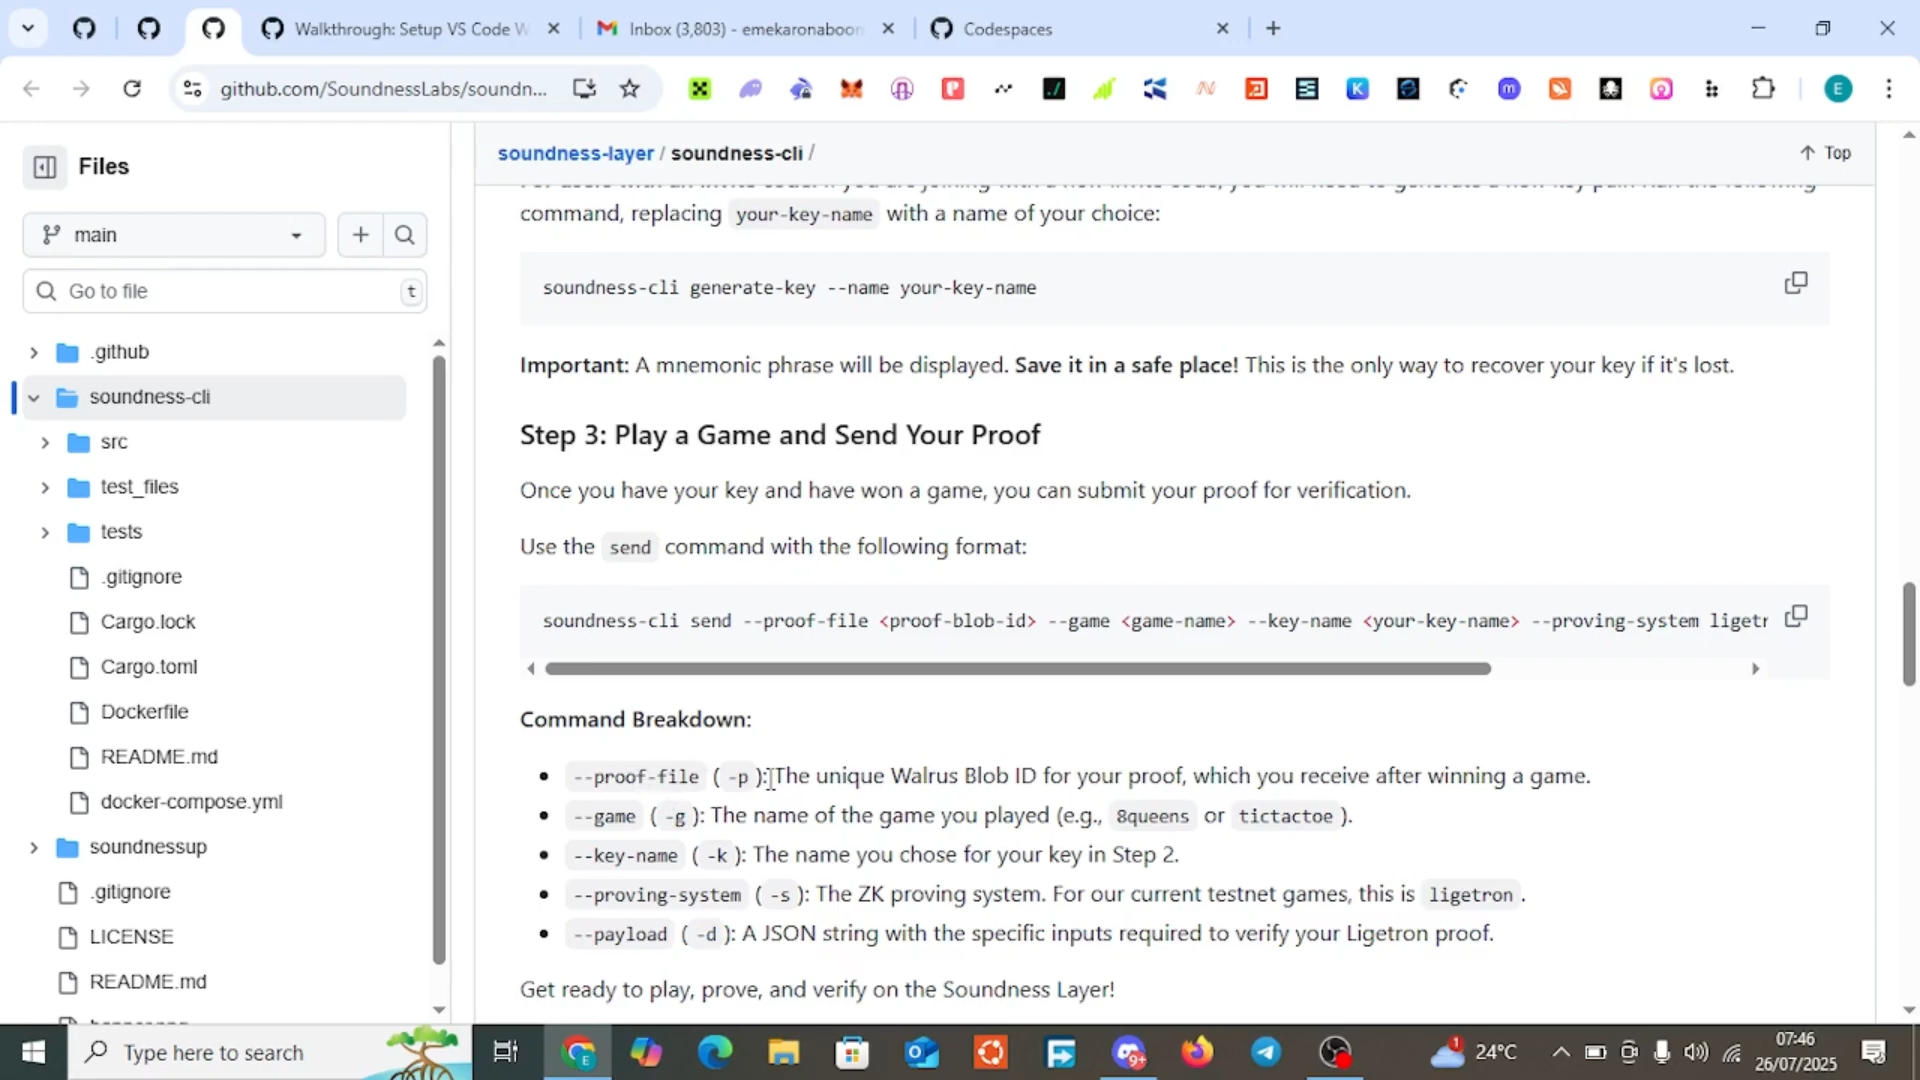 Walkthrough: Setup VS Code W
Inbox (3,803) - emekaronaboon
Codespaces
github.com/SoundnessLabs/soundn...
E
Files
main
Go to file
t
.github
soundness-cli
src
test_files
tests
.gitignore
Cargo.lock
Cargo.toml
Dockerfile
README.md
docker-compose.yml
soundnessup
.gitignore
LICENSE
README.md
soundness-layer / soundness-cli /
Top
command, replacing your-key-name with a name of your choice:
soundness-cli generate-key --name your-key-name
Important: A mnemonic phrase will be displayed. Save it in a safe place! This is the only way to recover your key if it's lost.
Step 3: Play a Game and Send Your Proof
Once you have your key and have won a game, you can submit your proof for verification.
Use the send command with the following format:
soundness-cli send --proof-file <proof-blob-id> --game <game-name> --key-name <your-key-name> --proving-system ligetr
Command Breakdown:
--proof-file (-p): The unique Walrus Blob ID for your proof, which you receive after winning a game.
--game (-g): The name of the game you played (e.g., 8queens or tictactoe).
--key-name (-k): The name you chose for your key in Step 2.
--proving-system (-s): The ZK proving system. For our current testnet games, this is ligetron.
--payload (-d): A JSON string with the specific inputs required to verify your Ligetron proof.
Get ready to play, prove, and verify on the Soundness Layer!
Type here to search
9+
1
24°C
07:46
26/07/2025